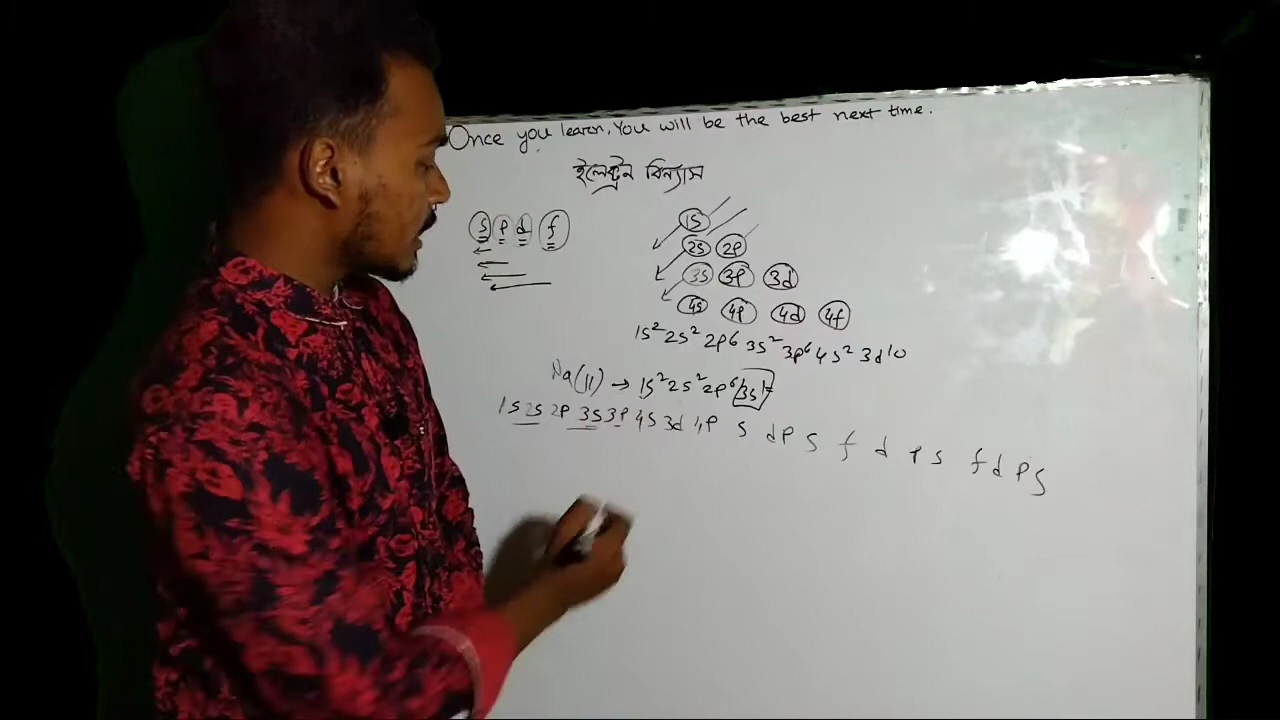 Once you learn, You will be the best next time.
ইলেক্ট্রন বিন্যাস
s p d f
1s
2s 2p
3s 3p 3d
4s 4p 4d 4f
1s² 2s² 2p⁶ 3s² 3p⁶ 4s² 3d¹⁰
Na(11) → 1s² 2s² 2p⁶ 3s¹
1s 2s 2p 3s 3p 4s 3d 4p s d p s f d p s f d p s